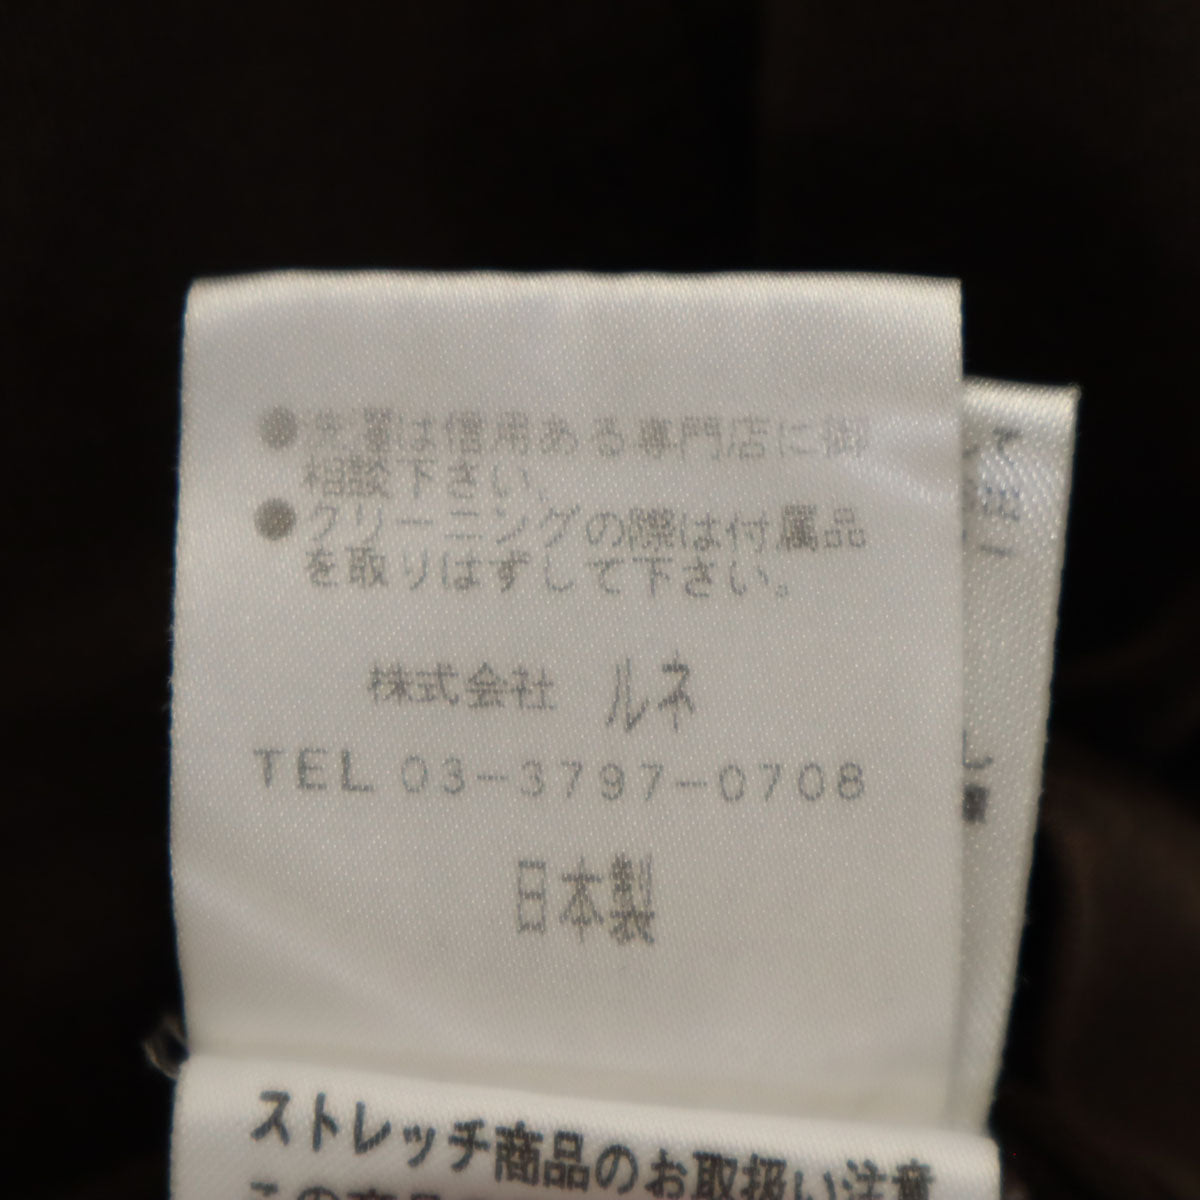 ●洗濯は信用ある専門店に御
相談下さい、
●クリーニングの際は付属品
を取りはずして下さい。
株式会社 ルネ
TEL 03-3797-0708
日本製
ストレッチ商品のお取扱い注意